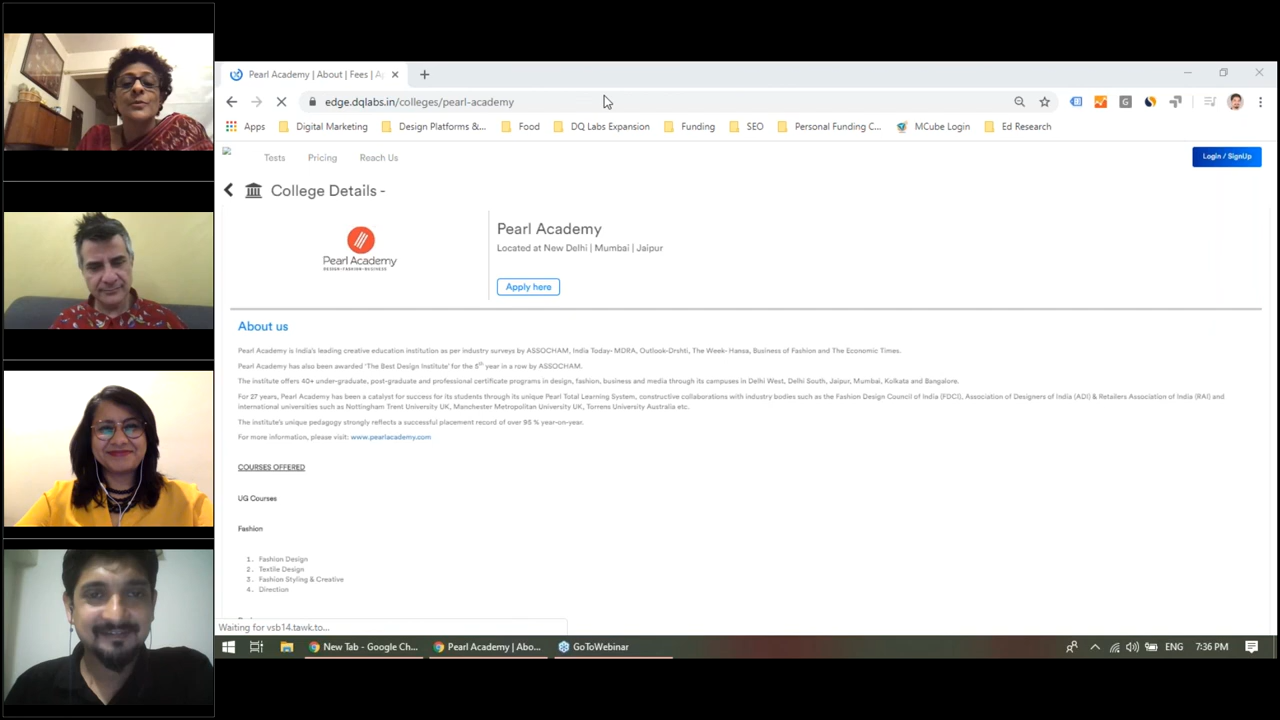 Pearl Academy | About | Fees | Ap
edge.dqlabs.in/colleges/pearl-academy
Apps Digital Marketing Design Platforms &... Food DQ Labs Expansion Funding SEO Personal Funding C... MCube Login Ed Research
Tests Pricing Reach Us Login / SignUp
College Details -
Pearl Academy
DESIGN-FASHION-BUSINESS
Pearl Academy
Located at New Delhi | Mumbai | Jaipur
Apply here
About us
Pearl Academy is India's leading creative education institution as per industry surveys by ASSOCHAM, India Today- MDRA, Outlook-Drshti, The Week- Hansa, Business of Fashion and The Economic Times.
Pearl Academy has also been awarded 'The Best Design Institute' for the 5th year in a row by ASSOCHAM.
The institute offers 40+ under-graduate, post-graduate and professional certificate programs in design, fashion, business and media through its campuses in Delhi West, Delhi South, Jaipur, Mumbai, Kolkata and Bangalore.
For 27 years, Pearl Academy has been a catalyst for success for its students through its unique Pearl Total Learning System, constructive collaborations with industry bodies such as the Fashion Design Council of India (FDCI), Association of Designers of India (ADI) & Retailers Association of India (RAI) and
international universities such as Nottingham Trent University UK, Manchester Metropolitan University UK, Torrens University Australia etc.
The institute's unique pedagogy strongly reflects a successful placement record of over 95 % year-on-year.
For more information, please visit: www.pearlacademy.com
COURSES OFFERED
UG Courses
Fashion
1. Fashion Design
2. Textile Design
3. Fashion Styling & Creative
4. Direction
Waiting for vsb14.tawk.to...
New Tab - Google Ch... Pearl Academy | Abo... GoToWebinar ENG 7:36 PM